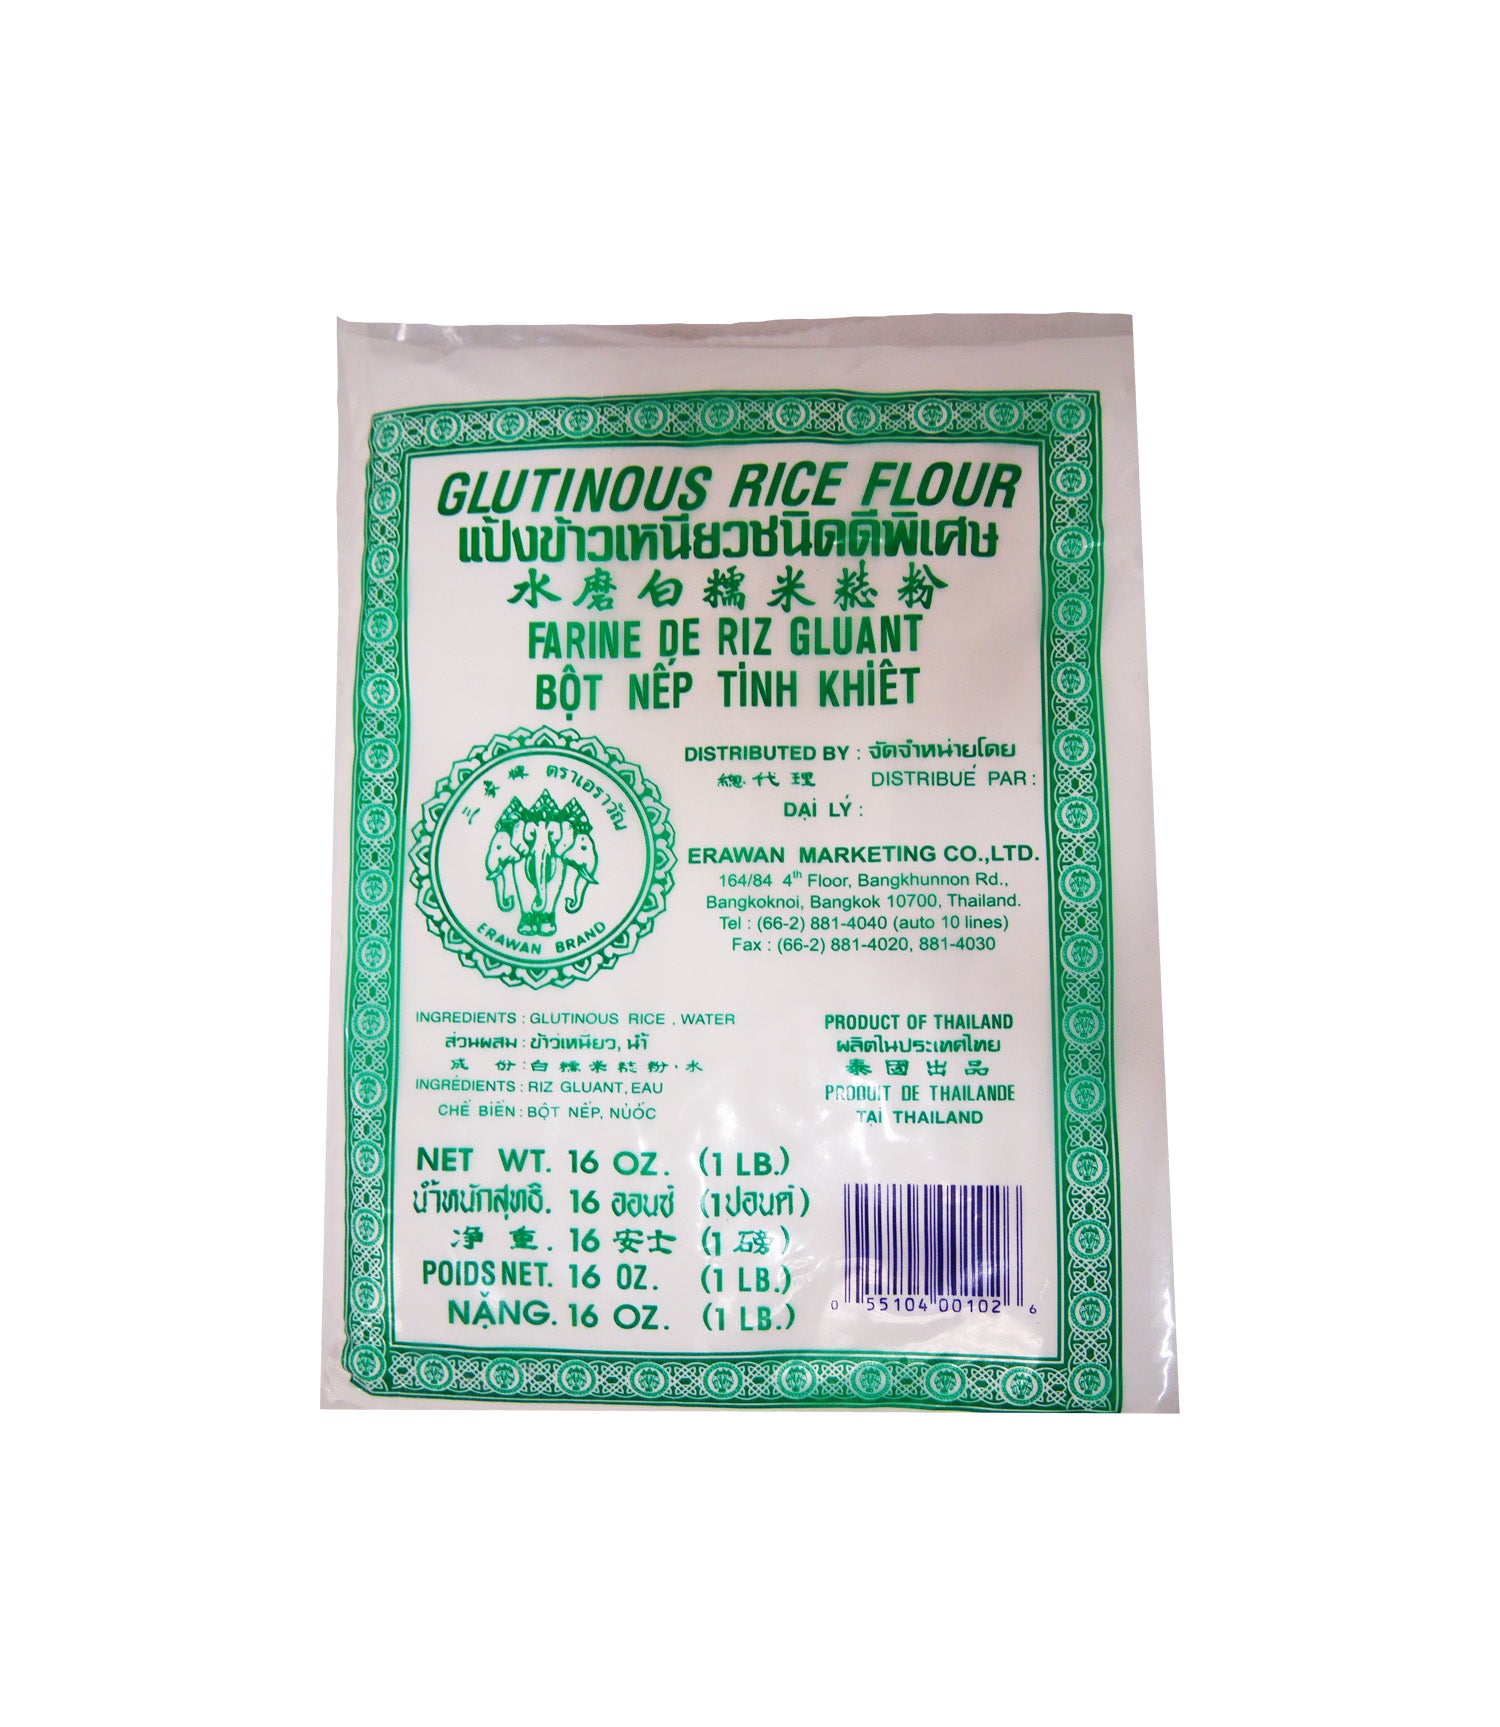 GLUTINOUS RICE FLOUR
แป้งข้าวเหนียวชนิดดีพิเศษ
水磨白糯米粉
FARINE DE RIZ GLUANT
BỘT NẾP TINH KHIẾT
三象牌 ตราเอราวัณ
ERAWAN BRAND
DISTRIBUTED BY : จัดจำหน่ายโดย
總代理 DISTRIBUÉ PAR :
DẠI LÝ :
ERAWAN MARKETING CO.,LTD.
164/84 4th Floor, Bangkhunnon Rd.,
Bangkoknoi, Bangkok 10700, Thailand.
Tel : (66-2) 881-4040 (auto 10 lines)
Fax : (66-2) 881-4020, 881-4030
INGREDIENTS : GLUTINOUS RICE , WATER
ส่วนผสม : ข้าวเหนียว, น้ำ
成份 : 白糯米粉 , 水
INGRÉDIENTS : RIZ GLUANT, EAU
CHẾ BIẾN : BỘT NẾP, NƯỚC
PRODUCT OF THAILAND
ผลิตในประเทศไทย
泰國出品
PRODUIT DE THAILANDE
TẠI THAILAND
NET WT. 16 OZ. (1 LB.)
น้ำหนักสุทธิ. 16 ออนซ์ (1 ปอนด์)
净重. 16 安士 (1 磅)
POIDS NET. 16 OZ. (1 LB.)
NẶNG. 16 OZ. (1 LB.)
0 55104 00102 6